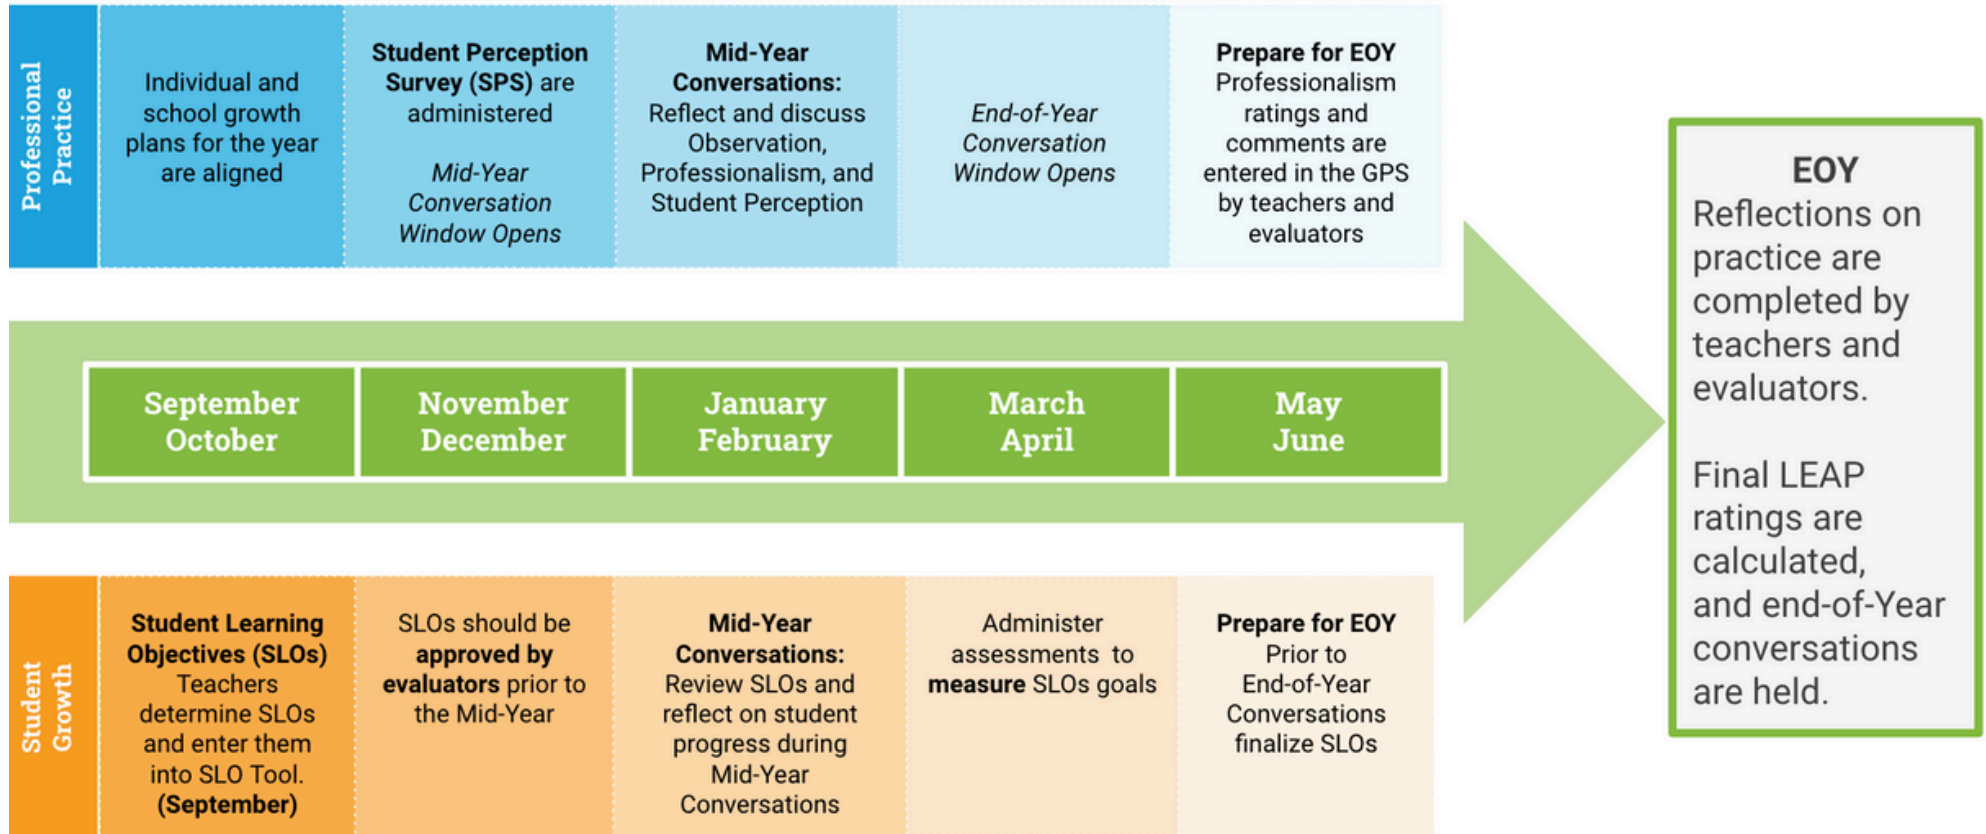 Professional
Practice
Individual and
school growth
plans for the year
are aligned
Student Perception
Survey (SPS) are
administered
Mid-Year
Conversation
Window Opens
Mid-Year
Conversations:
Reflect and discuss
Observation,
Professionalism, and
Student Perception
End-of-Year
Conversation
Window Opens
Prepare for EOY
Professionalism
ratings and
comments are
entered in the GPS
by teachers and
evaluators
September
October
November
December
January
February
March
April
May
June
Student
Growth
Student Learning
Objectives (SLOs)
Teachers
determine SLOs
and enter them
into SLO Tool.
(September)
SLOs should be
approved by
evaluators prior to
the Mid-Year
Mid-Year
Conversations:
Review SLOs and
reflect on student
progress during
Mid-Year
Conversations
Administer
assessments to
measure SLOs goals
Prepare for EOY
Prior to
End-of-Year
Conversations
finalize SLOs
EOY
Reflections on
practice are
completed by
teachers and
evaluators.
Final LEAP
ratings are
calculated,
and end-of-Year
conversations
are held.